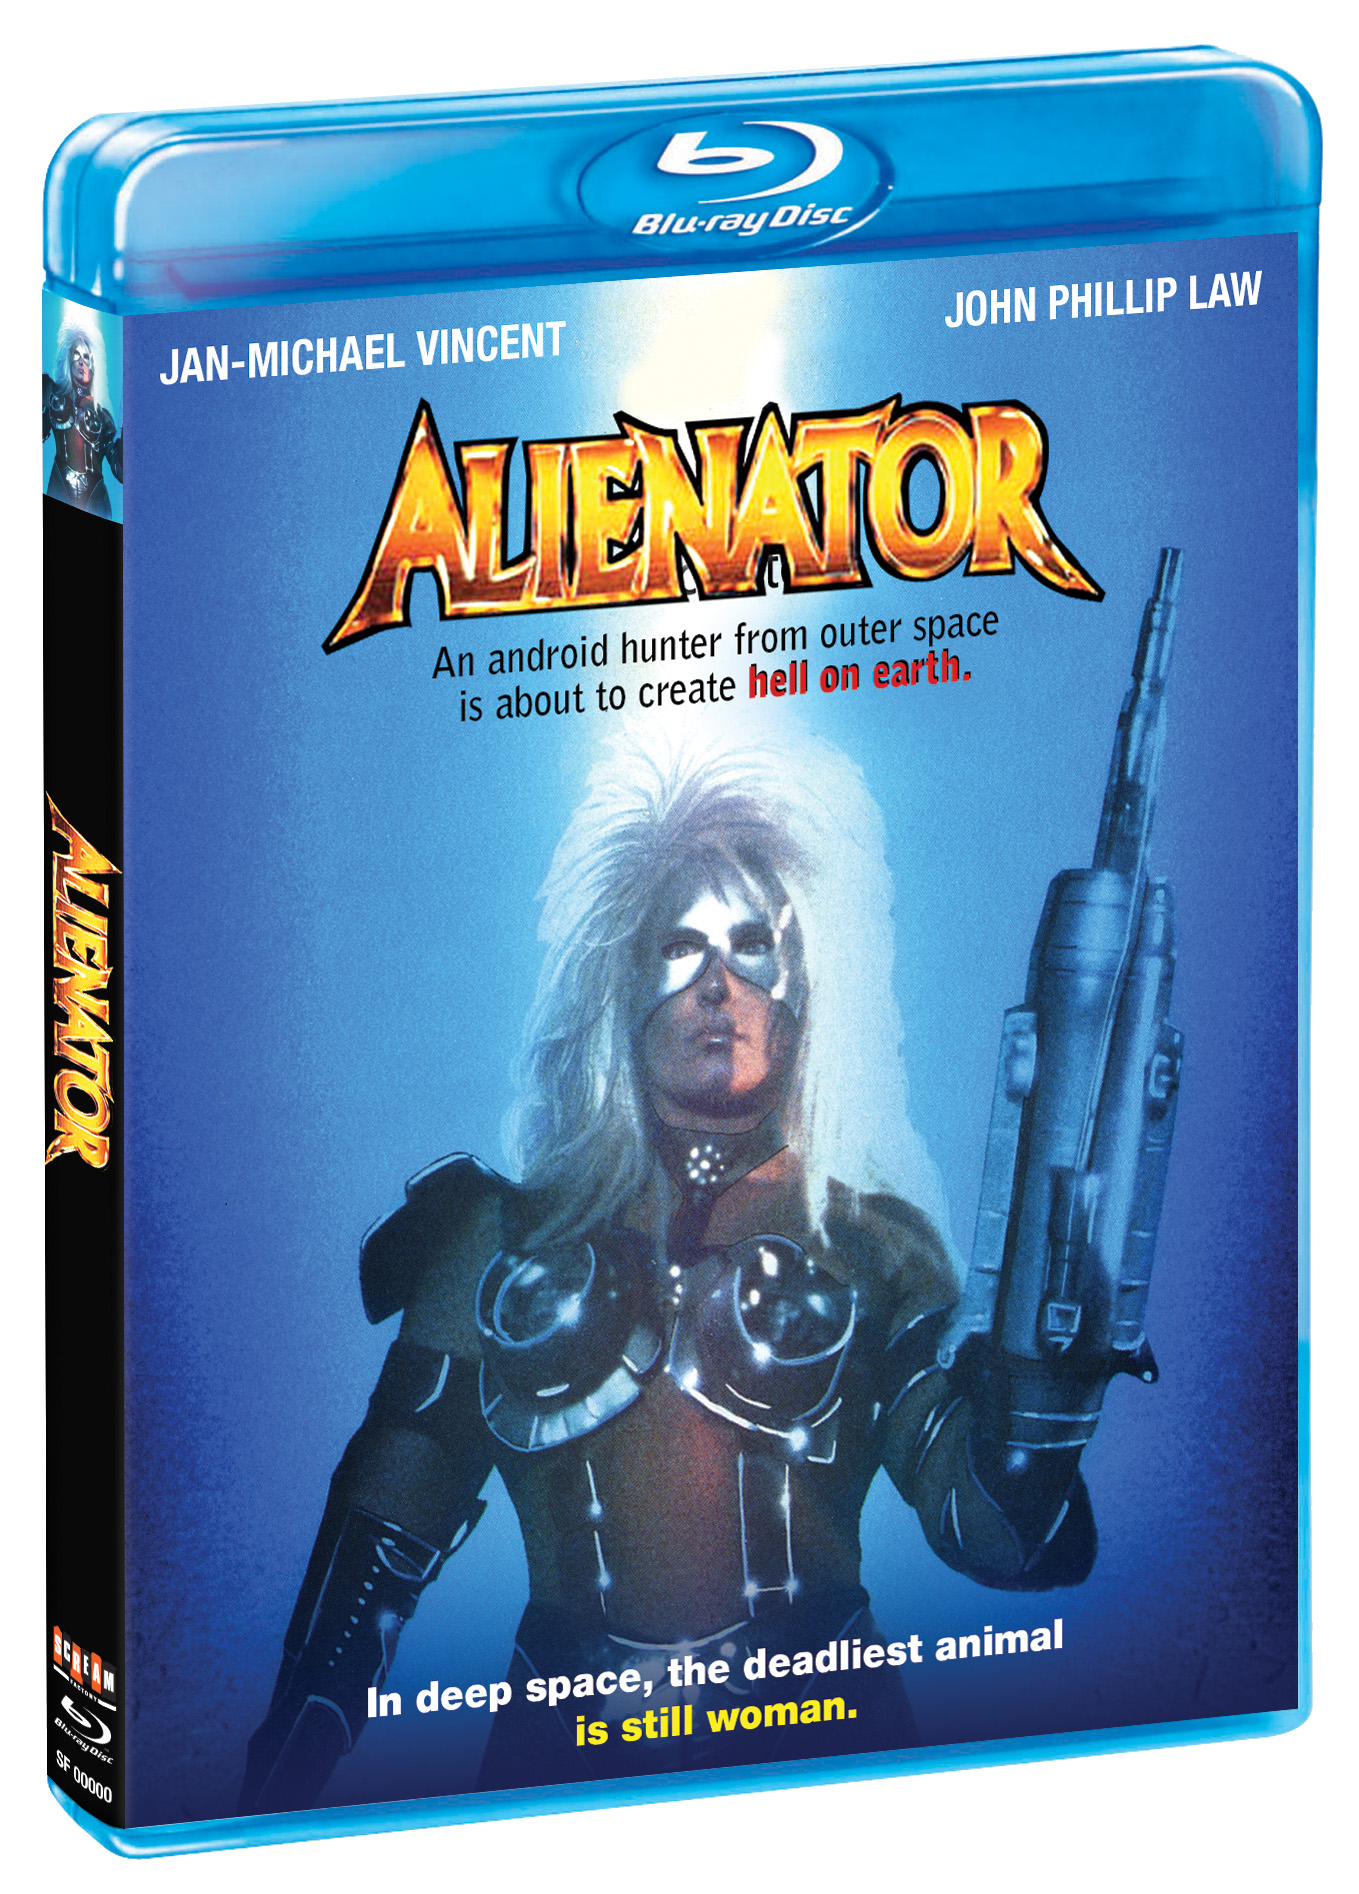 Blu-ray Disc
JAN-MICHAEL VINCENT
JOHN PHILLIP LAW
ALIENATOR
An android hunter from outer space
is about to create hell on earth.
In deep space, the deadliest animal
is still woman.
ALIENATOR
SCREAM
FACTORY
Blu-ray Disc
SF 00000